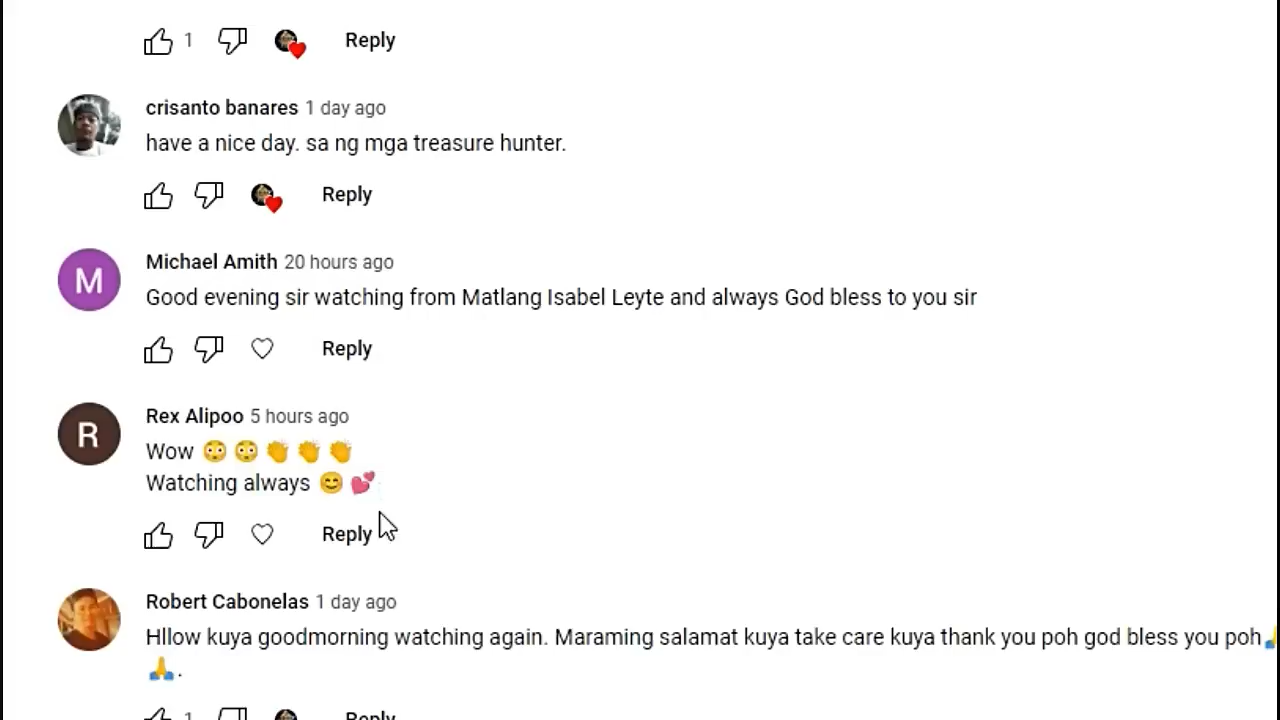 1 Reply
crisanto banares 1 day ago
have a nice day. sa ng mga treasure hunter.
Reply
M
Michael Amith 20 hours ago
Good evening sir watching from Matlang Isabel Leyte and always God bless to you sir
Reply
R
Rex Alipoo 5 hours ago
Wow 😳 😳 👏 👏 👏
Watching always 😊 💕
Reply
Robert Cabonelas 1 day ago
Hllow kuya goodmorning watching again. Maraming salamat kuya take care kuya thank you poh god bless you poh🙏
🙏.
1 Reply